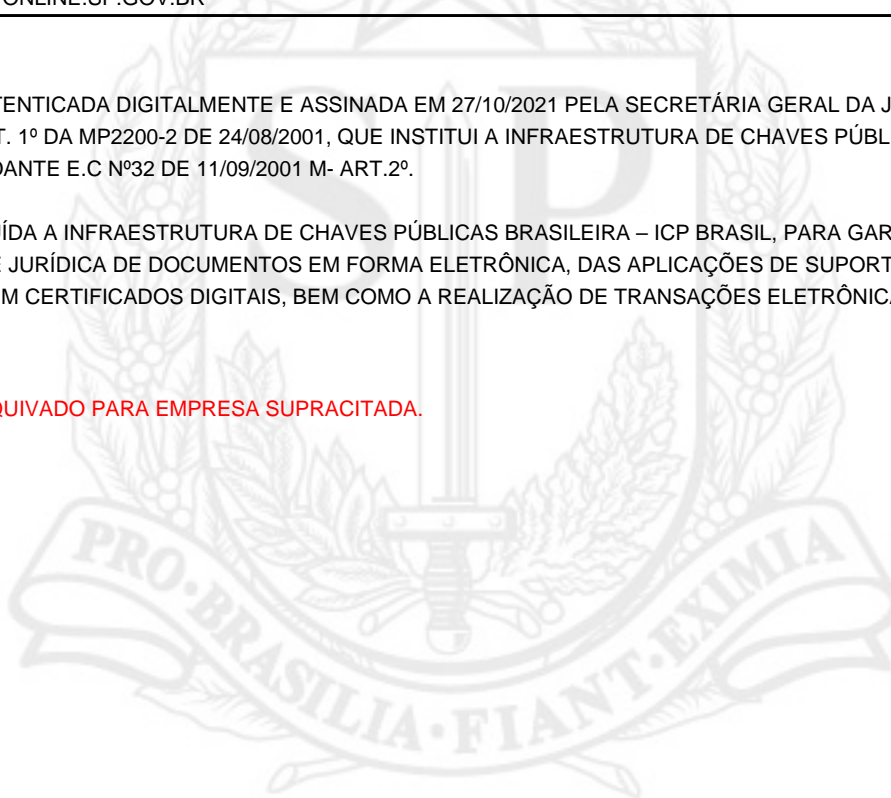 ONLINE.SP.GOV.BR
TENTICADA DIGITALMENTE E ASSINADA EM 27/10/2021 PELA SECRETÁRIA GERAL DA J
T. 1º DA MP2200-2 DE 24/08/2001, QUE INSTITUI A INFRAESTRUTURA DE CHAVES PÚBL
DANTE E.C Nº32 DE 11/09/2001 M- ART.2º.
ÍDA A INFRAESTRUTURA DE CHAVES PÚBLICAS BRASILEIRA – ICP BRASIL, PARA GAR
E JURÍDICA DE DOCUMENTOS EM FORMA ELETRÔNICA, DAS APLICAÇÕES DE SUPORT
M CERTIFICADOS DIGITAIS, BEM COMO A REALIZAÇÃO DE TRANSAÇÕES ELETRÔNICA
QUIVADO PARA EMPRESA SUPRACITADA.
SP
PRO·BRASILIA·FIANT·EXIMIA